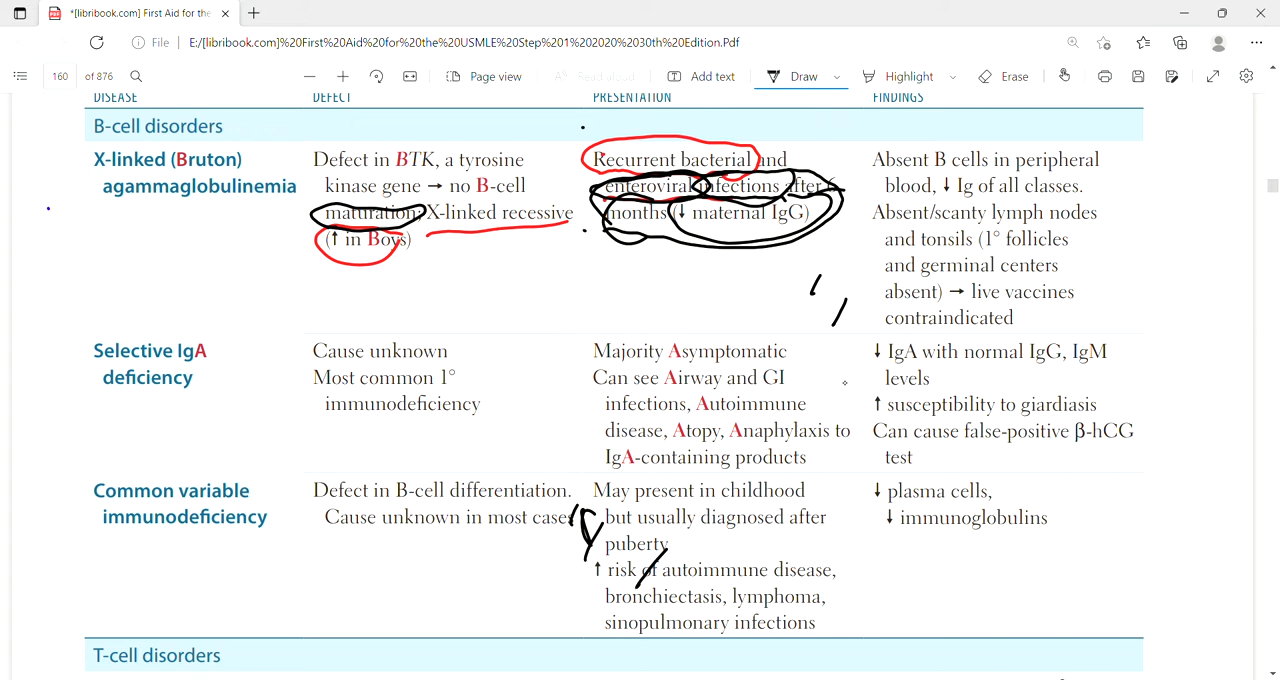 *[libribook.com] First Aid for the
File E:/[libribook.com]%20First%20Aid%20for%20the%20USMLE%20Step%201%202020%2030th%20Edition.Pdf
160 of 876 Page view Read aloud Add text Draw Highlight Erase
DISEASE DEFECT PRESENTATION FINDINGS
B-cell disorders
X-linked (Bruton) agammaglobulinemia
Defect in BTK, a tyrosine
kinase gene → no B-cell
maturation; X-linked recessive
(↑ in Boys)
Recurrent bacterial and
enteroviral infections after 6
months (↓ maternal IgG)
Absent B cells in peripheral
blood, ↓ Ig of all classes.
Absent/scanty lymph nodes
and tonsils (1° follicles
and germinal centers
absent) → live vaccines
contraindicated
Selective IgA
deficiency
Cause unknown
Most common 1°
immunodeficiency
Majority Asymptomatic
Can see Airway and GI
infections, Autoimmune
disease, Atopy, Anaphylaxis to
IgA-containing products
↓ IgA with normal IgG, IgM
levels
↑ susceptibility to giardiasis
Can cause false-positive β-hCG
test
Common variable
immunodeficiency
Defect in B-cell differentiation.
Cause unknown in most cases
May present in childhood
but usually diagnosed after
puberty
↑ risk of autoimmune disease,
bronchiectasis, lymphoma,
sinopulmonary infections
↓ plasma cells,
↓ immunoglobulins
T-cell disorders